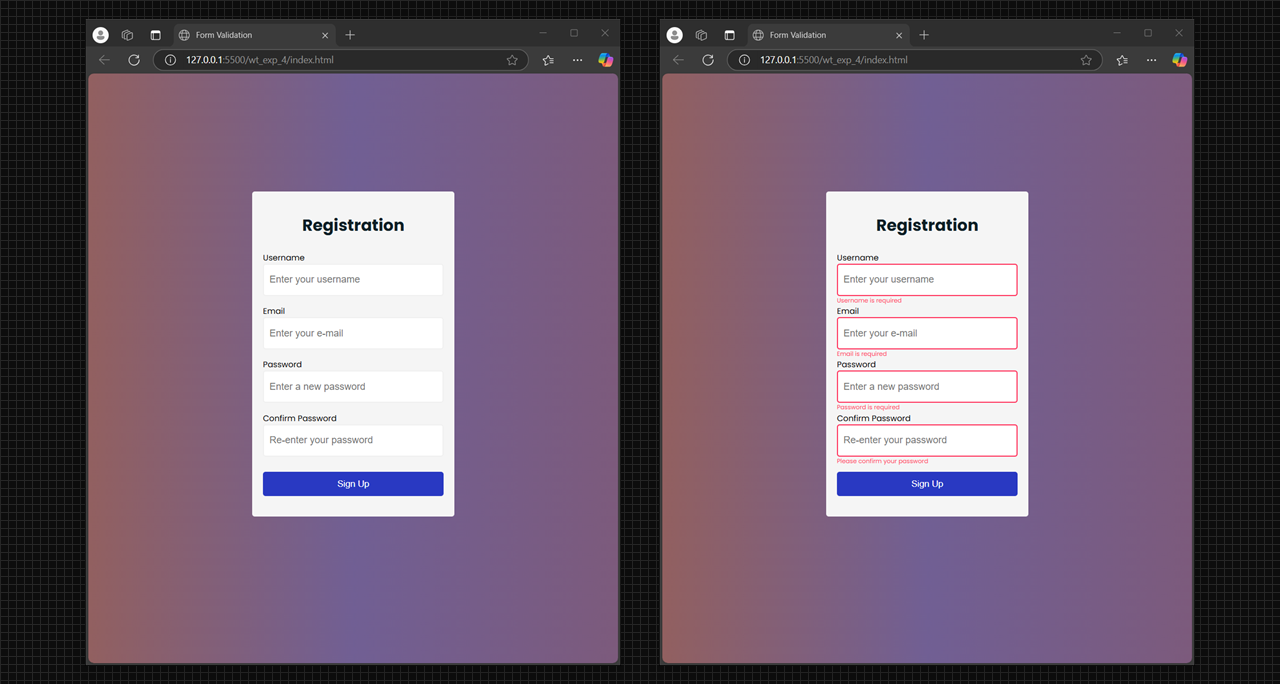 Form Validation
127.0.0.1:5500/wt_exp_4/index.html
Registration
Username
Enter your username
Email
Enter your e-mail
Password
Enter a new password
Confirm Password
Re-enter your password
Sign Up
Form Validation
127.0.0.1:5500/wt_exp_4/index.html
Registration
Username
Enter your username
Username is required
Email
Enter your e-mail
Email is required
Password
Enter a new password
Password is required
Confirm Password
Re-enter your password
Please confirm your password
Sign Up